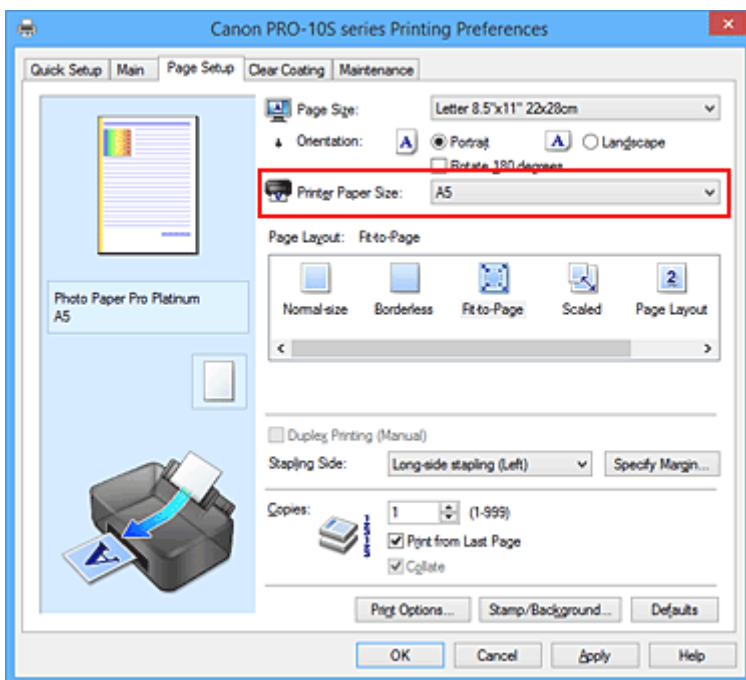 Canon PRO-10S series Printing Preferences
Quick Setup Main Page Setup Clear Coating Maintenance
Page Size: Letter 8.5"x11" 22x28cm
Orientation: A Portrait A Landscape
Rotate 180 degrees
Printer Paper Size: A5
Page Layout: Fit-to-Page
Normal-size Borderless Fit-to-Page Scaled Page Layout
2
Photo Paper Pro Platinum
A5
Duplex Printing (Manual)
Stapling Side: Long-side stapling (Left) Specify Margin...
Copies: 1 (1-999)
Print from Last Page
Collate
A
Print Options... Stamp/Background... Defaults
OK Cancel Apply Help